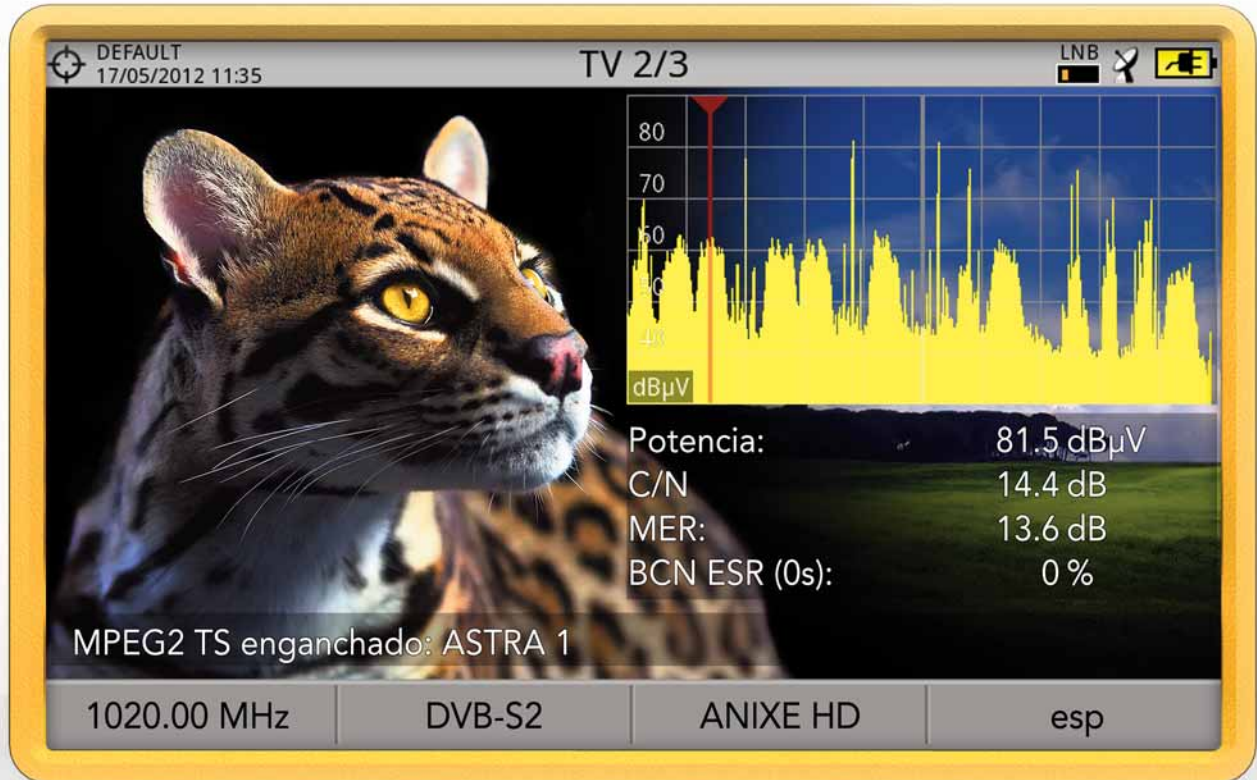 DEFAULT
17/05/2012 11:35
TV 2/3
LNB
80
70
60
50
40
dBµV
Potencia: 81.5 dBµV
C/N 14.4 dB
MER: 13.6 dB
BCN ESR (0s): 0 %
MPEG2 TS enganchado: ASTRA 1
1020.00 MHz
DVB-S2
ANIXE HD
esp